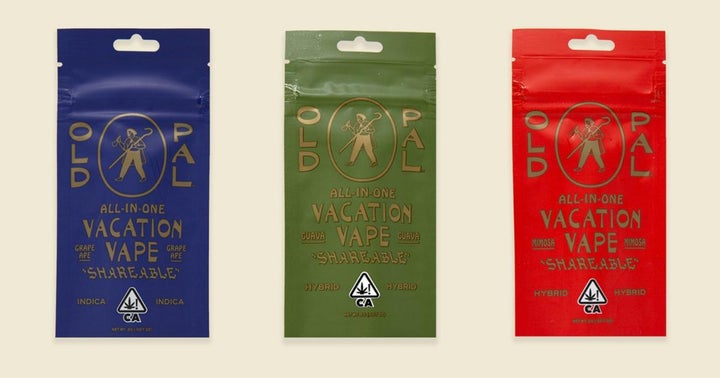 OLD PAL
ALL-IN-ONE
VACATION
GRAPE APE VAPE GRAPE APE
"SHAREABLE"
INDICA INDICA
CA
OLD PAL
ALL-IN-ONE
VACATION
GUAVA VAPE GUAVA
"SHAREABLE"
HYBRID HYBRID
CA
OLD PAL
ALL-IN-ONE
VACATION
MIMOSA VAPE MIMOSA
"SHAREABLE"
HYBRID HYBRID
CA